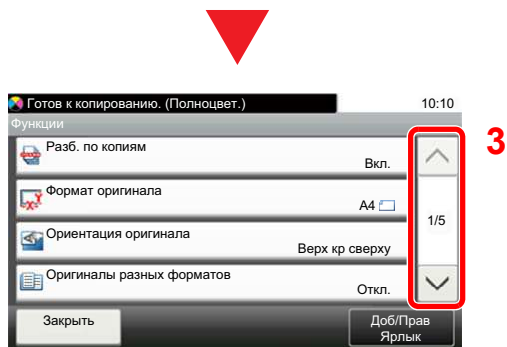 Готов к копированию. (Полноцвет.) 10:10
Функции
Разб. по копиям
Вкл.
Формат оригинала
A4
Ориентация оригинала
Верх кр сверху
Оригиналы разных форматов
Откл.
1/5
3
Закрыть
Доб/Прав
Ярлык